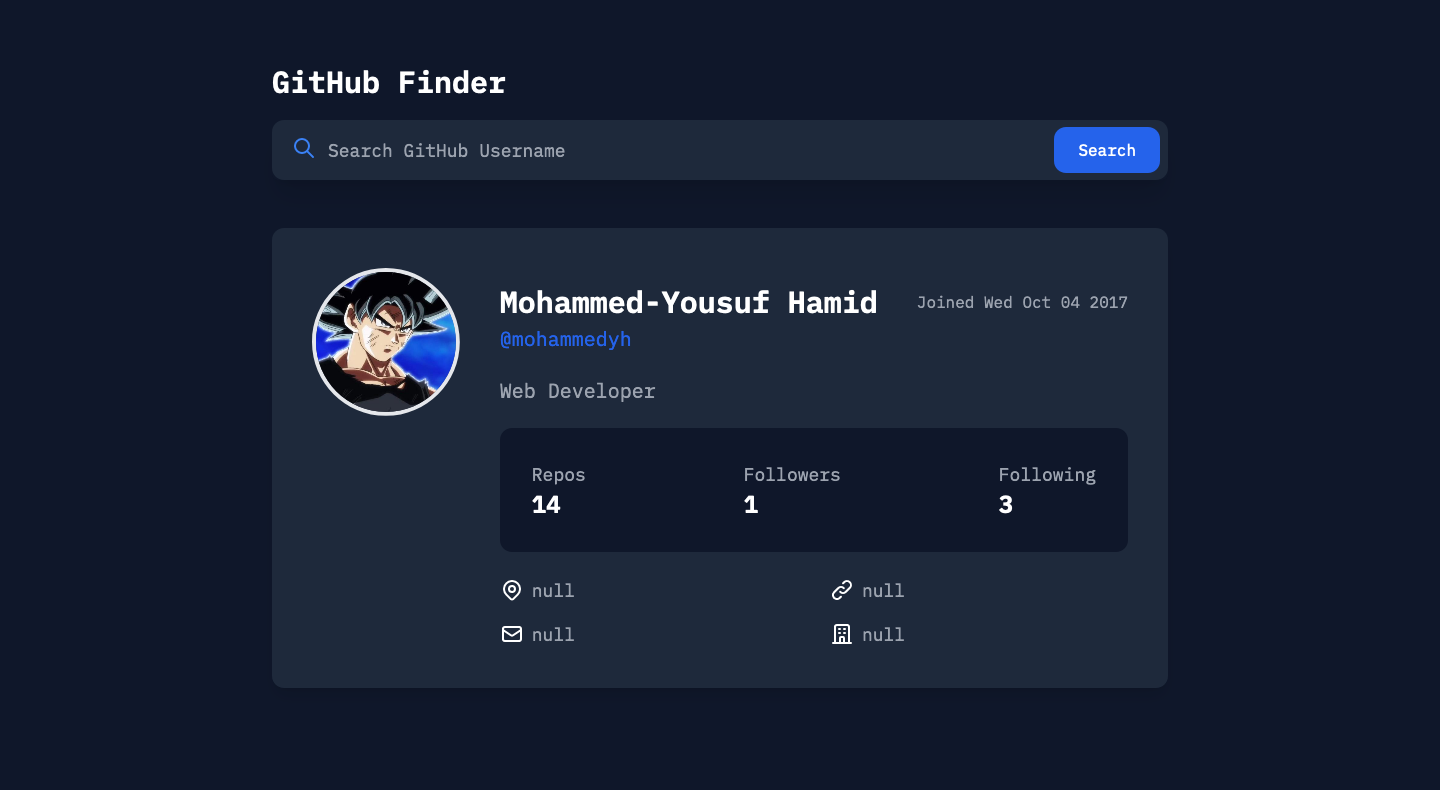 GitHub Finder
Search GitHub Username
Search
Mohammed-Yousuf Hamid
Joined Wed Oct 04 2017
@mohammedyh
Web Developer
Repos Followers Following
14 1 3
null null
null null